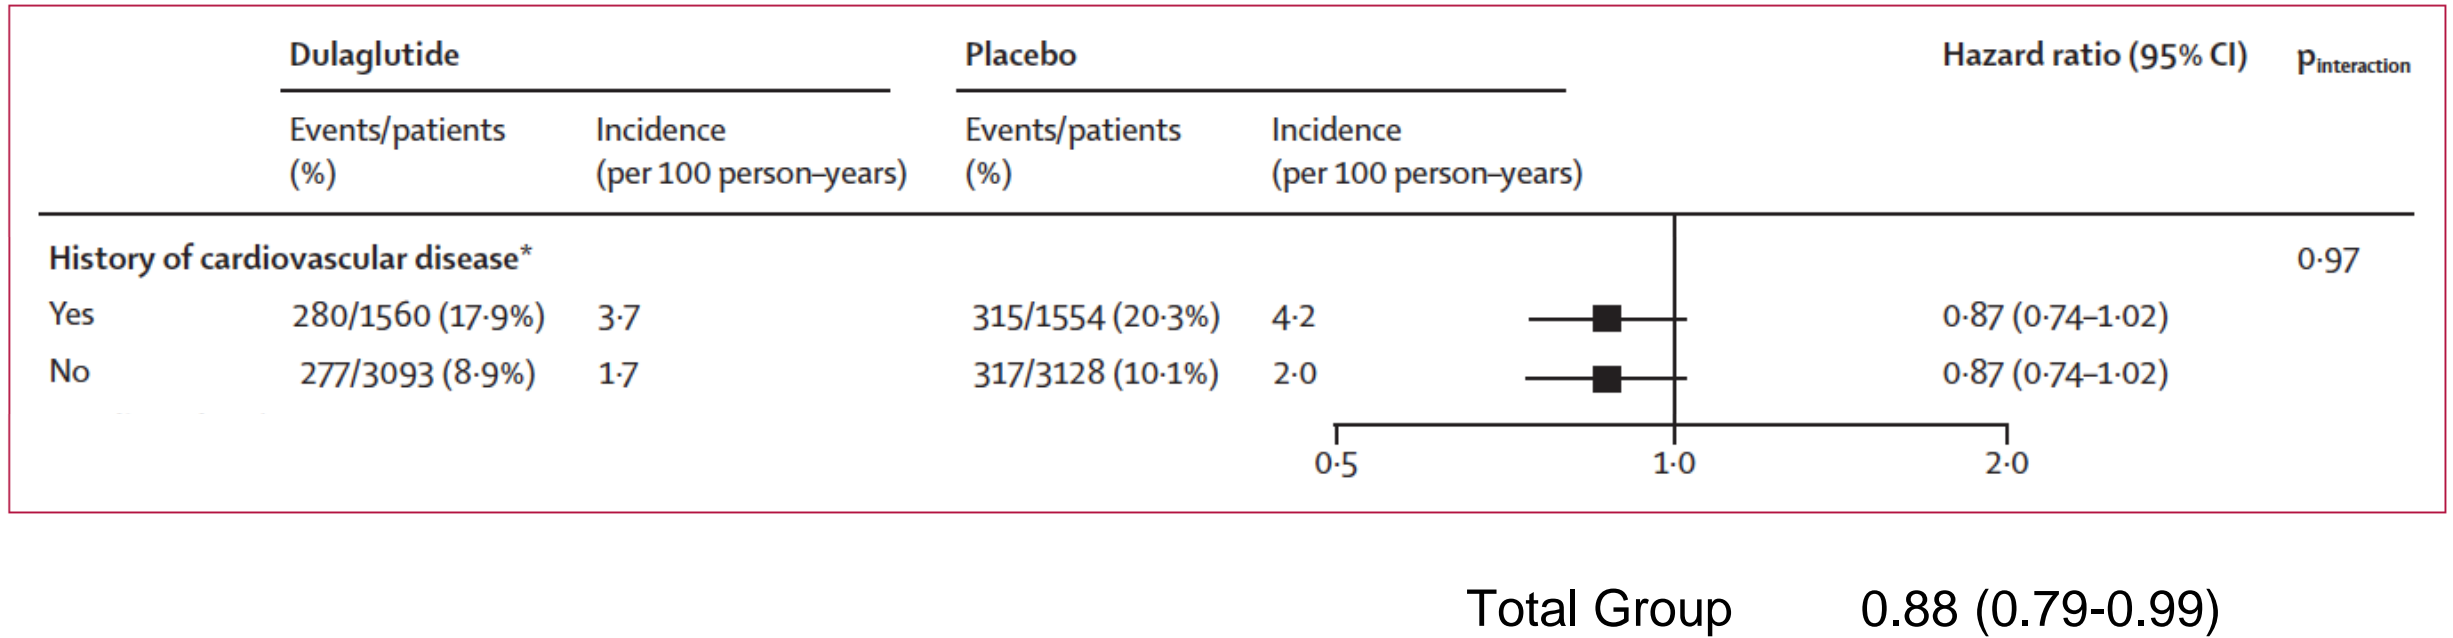 Dulaglutide Placebo Hazard ratio (95% CI) pinteraction
Events/patients Incidence Events/patients Incidence
(%) (per 100 person–years) (%) (per 100 person–years)
History of cardiovascular disease* 0·97
Yes 280/1560 (17·9%) 3·7 315/1554 (20·3%) 4·2 0·87 (0·74–1·02)
No 277/3093 (8·9%) 1·7 317/3128 (10·1%) 2·0 0·87 (0·74–1·02)
0·5 1·0 2·0
Total Group 0.88 (0.79-0.99)